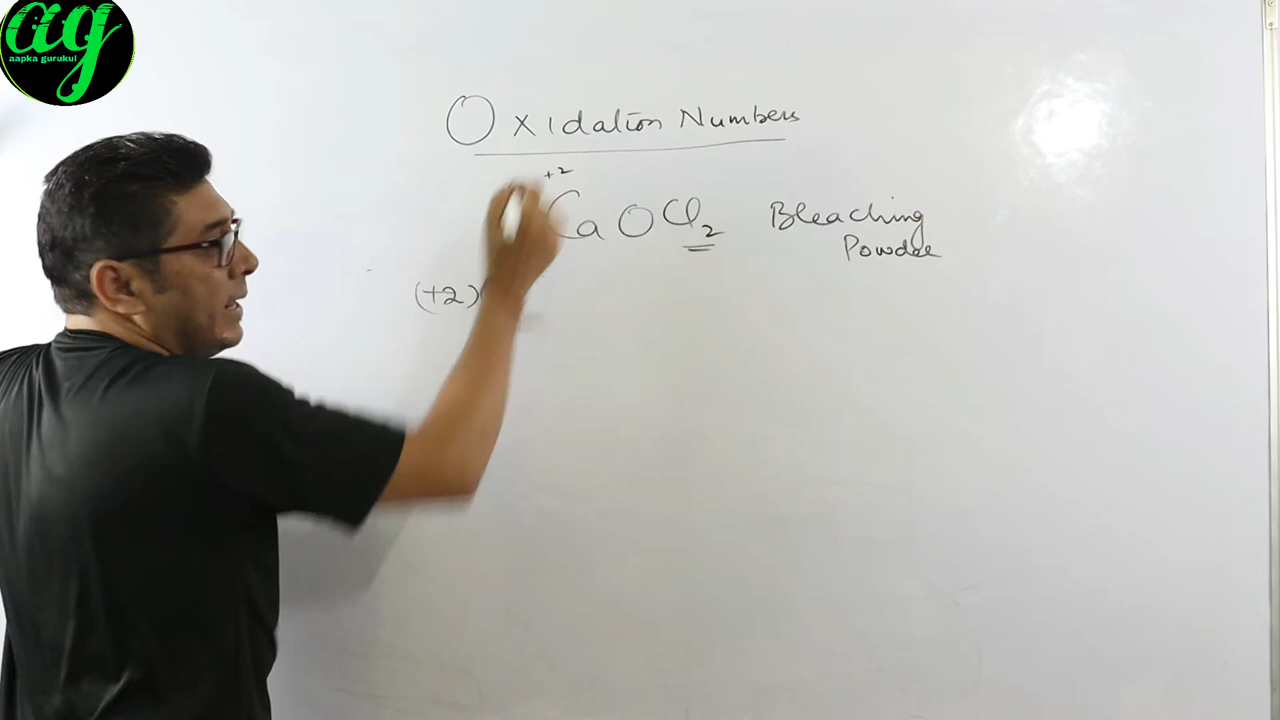 ag
aapka gurukul
Oxidation Numbers
+2
CaOCl2 Bleaching
Powder
(+2)